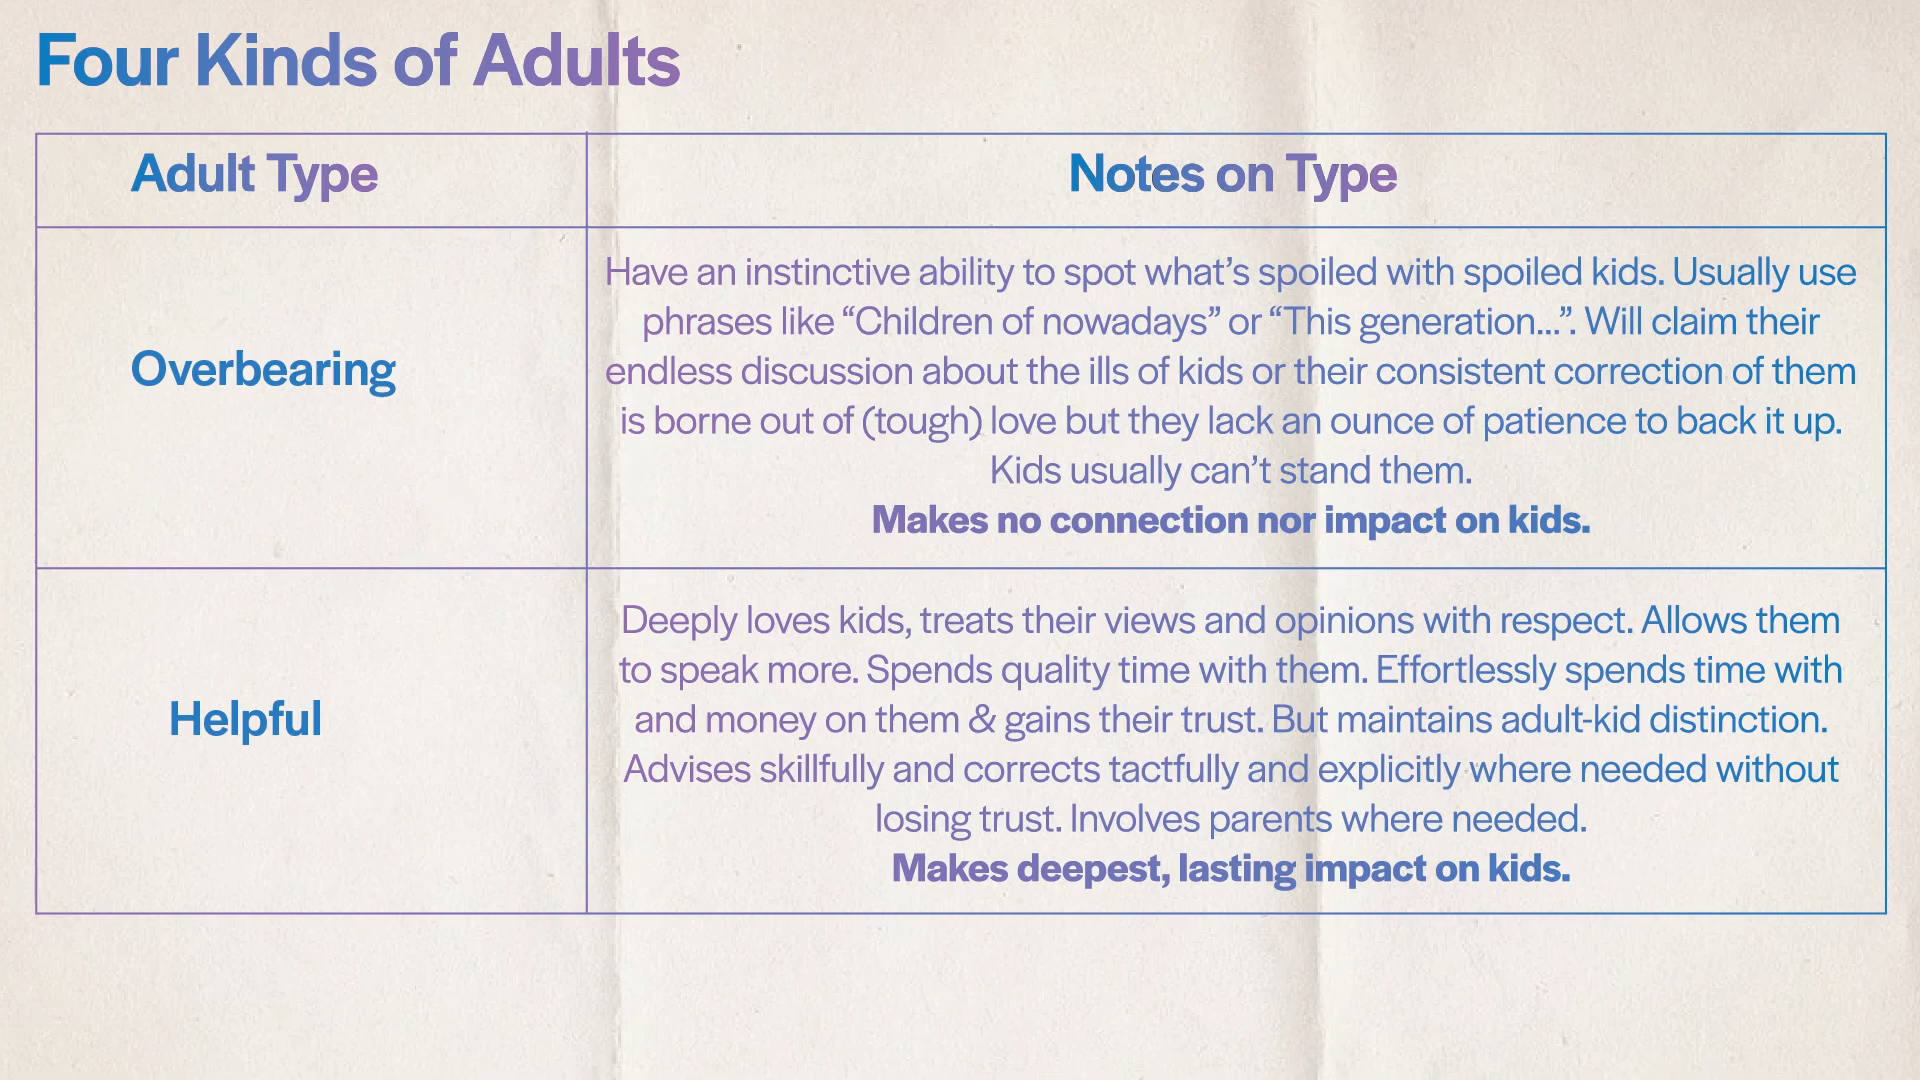 Four Kinds of Adults
Adult Type
Notes on Type
Overbearing
Have an instinctive ability to spot what’s spoiled with spoiled kids. Usually use
phrases like “Children of nowadays” or “This generation...”. Will claim their
endless discussion about the ills of kids or their consistent correction of them
is borne out of (tough) love but they lack an ounce of patience to back it up.
Kids usually can’t stand them.
Makes no connection nor impact on kids.
Helpful
Deeply loves kids, treats their views and opinions with respect. Allows them
to speak more. Spends quality time with them. Effortlessly spends time with
and money on them & gains their trust. But maintains adult-kid distinction.
Advises skillfully and corrects tactfully and explicitly where needed without
losing trust. Involves parents where needed.
Makes deepest, lasting impact on kids.